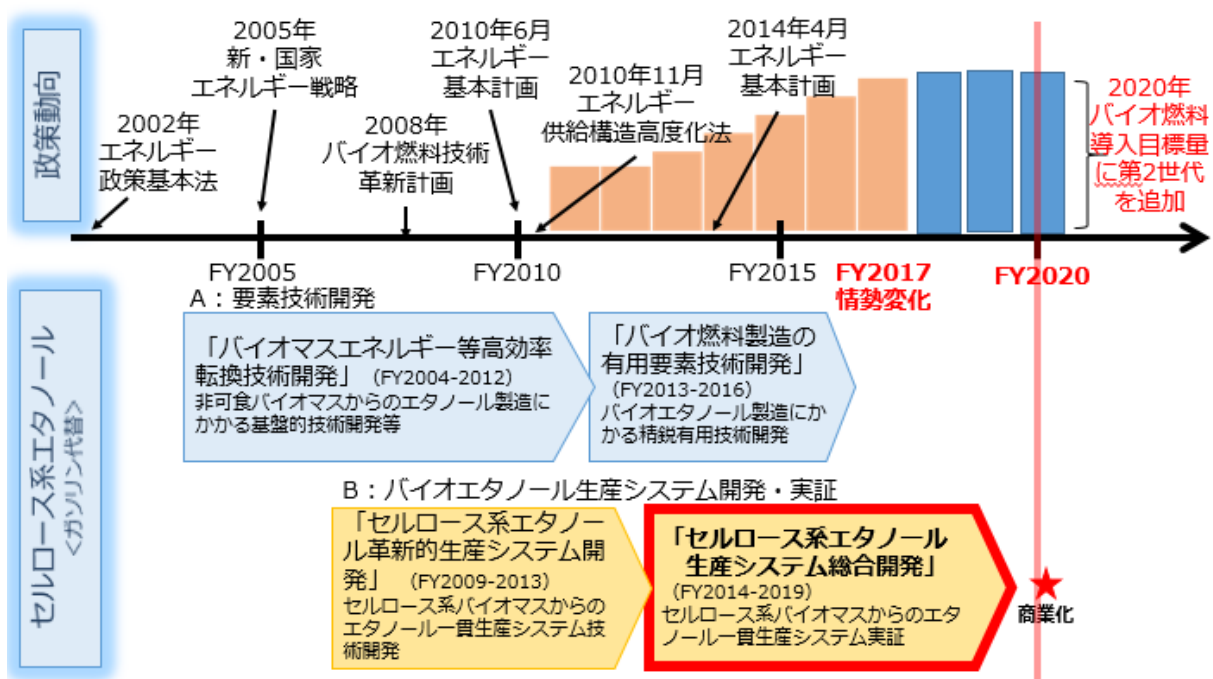 政策動向
2002年
エネルギー
政策基本法
2005年
新・国家
エネルギー戦略
2008年
バイオ燃料技術
革新計画
2010年6月
エネルギー
基本計画
2010年11月
エネルギー
供給構造高度化法
2014年4月
エネルギー
基本計画
2020年
バイオ燃料
導入目標量
に第2世代
を追加
FY2005
FY2010
FY2015
FY2017
情勢変化
FY2020
セルロース系エタノール
<ガソリン代替>
A：要素技術開発
「バイオマスエネルギー等高効率
転換技術開発」（FY2004-2012）
非可食バイオマスからのエタノール製造に
かかる基盤的技術開発等
「バイオ燃料製造の
有用要素技術開発」
（FY2013-2016）
バイオエタノール製造にか
かる精鋭有用技術開発
B：バイオエタノール生産システム開発・実証
「セルロース系エタノー
ル革新的生産システム開
発」（FY2009-2013）
セルロース系バイオマスからの
エタノール一貫生産システム技
術開発
「セルロース系エタノール
生産システム総合開発」
（FY2014-2019）
セルロース系バイオマスからのエタ
ノール一貫生産システム実証
商業化